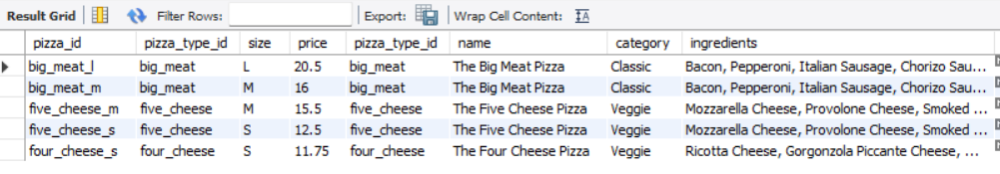 Result Grid Filter Rows: Export: Wrap Cell Content: IA
pizza_id pizza_type_id size price pizza_type_id name category ingredients
big_meat_l big_meat L 20.5 big_meat The Big Meat Pizza Classic Bacon, Pepperoni, Italian Sausage, Chorizo Sau...
big_meat_m big_meat M 16 big_meat The Big Meat Pizza Classic Bacon, Pepperoni, Italian Sausage, Chorizo Sau...
five_cheese_m five_cheese M 15.5 five_cheese The Five Cheese Pizza Veggie Mozzarella Cheese, Provolone Cheese, Smoked ...
five_cheese_s five_cheese S 12.5 five_cheese The Five Cheese Pizza Veggie Mozzarella Cheese, Provolone Cheese, Smoked ...
four_cheese_s four_cheese S 11.75 four_cheese The Four Cheese Pizza Veggie Ricotta Cheese, Gorgonzola Piccante Cheese, ...